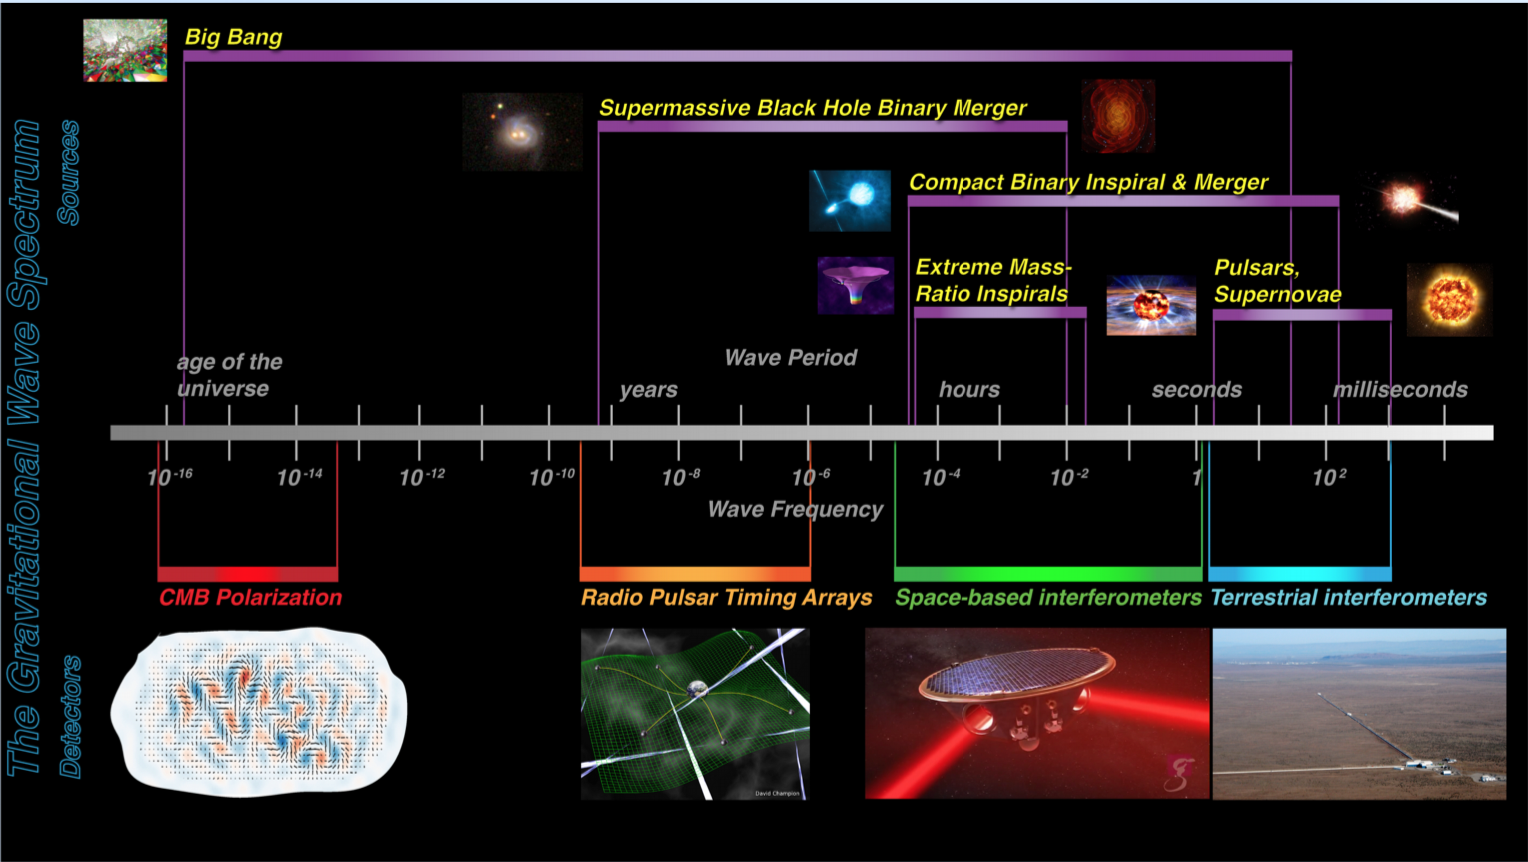 The Gravitational Wave Spectrum
Sources
Detectors
Big Bang
Supermassive Black Hole Binary Merger
Compact Binary Inspiral & Merger
Extreme Mass-
Ratio Inspirals
Pulsars,
Supernovae
age of the
universe
Wave Period
years
hours
seconds
milliseconds
10⁻¹⁶
10⁻¹⁴
10⁻¹²
10⁻¹⁰
10⁻⁸
10⁻⁶
10⁻⁴
10⁻²
1
10²
Wave Frequency
CMB Polarization
Radio Pulsar Timing Arrays
Space-based interferometers
Terrestrial interferometers
David Champion